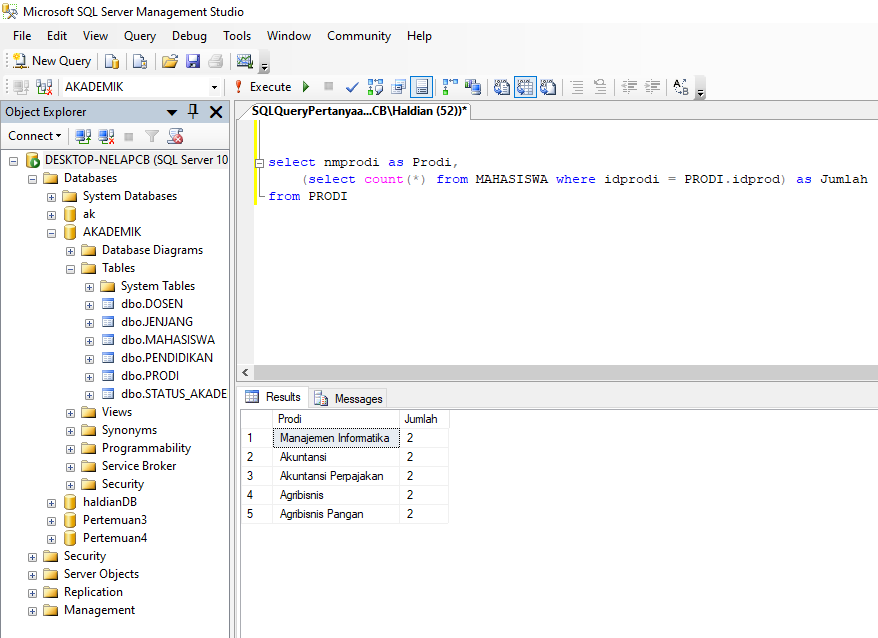 Microsoft SQL Server Management Studio
File Edit View Query Debug Tools Window Community Help
New Query
AKADEMIK Execute
Object Explorer
Connect
DESKTOP-NELAPCB (SQL Server 10
Databases
System Databases
ak
AKADEMIK
Database Diagrams
Tables
System Tables
dbo.DOSEN
dbo.JENJANG
dbo.MAHASISWA
dbo.PENDIDIKAN
dbo.PRODI
dbo.STATUS_AKADE
Views
Synonyms
Programmability
Service Broker
Security
haldianDB
Pertemuan3
Pertemuan4
Security
Server Objects
Replication
Management
SQLQueryPertanyaa...CB\Haldian (52))*
select nmprodi as Prodi,
(select count(*) from MAHASISWA where idprodi = PRODI.idprod) as Jumlah
from PRODI
Results Messages
Prodi Jumlah
1 Manajemen Informatika 2
2 Akuntansi 2
3 Akuntansi Perpajakan 2
4 Agribisnis 2
5 Agribisnis Pangan 2